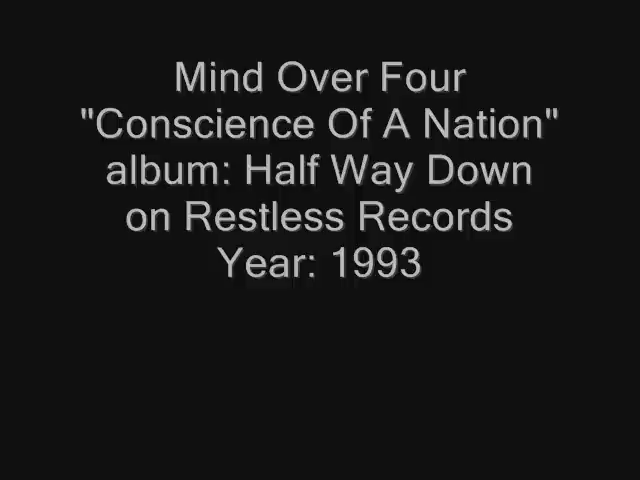 Mind Over Four
"Conscience Of A Nation"
album: Half Way Down
on Restless Records
Year: 1993